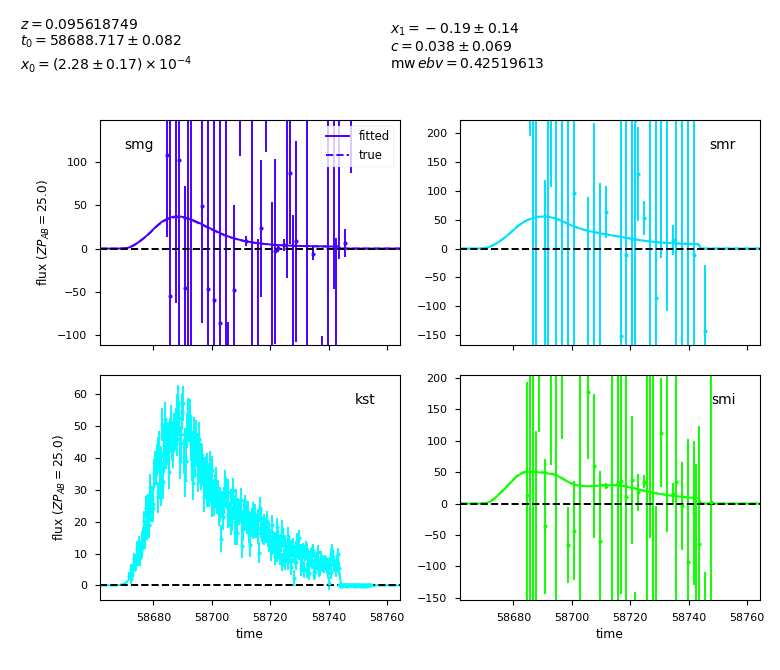 z = 0.095618749
t₀ = 58688.717 ± 0.082
x₀ = (2.28 ± 0.17) × 10⁻⁴
x₁ = −0.19 ± 0.14
c = 0.038 ± 0.069
mw ebv = 0.42519613
smg
fitted
true
100
50
0
−50
−100
flux (ZP_AB = 25.0)
smr
200
150
100
50
0
−50
−100
−150
kst
60
50
40
30
20
10
0
flux (ZP_AB = 25.0)
58680
58700
58720
58740
58760
time
smi
200
150
100
50
0
−50
−100
−150
58680
58700
58720
58740
58760
time